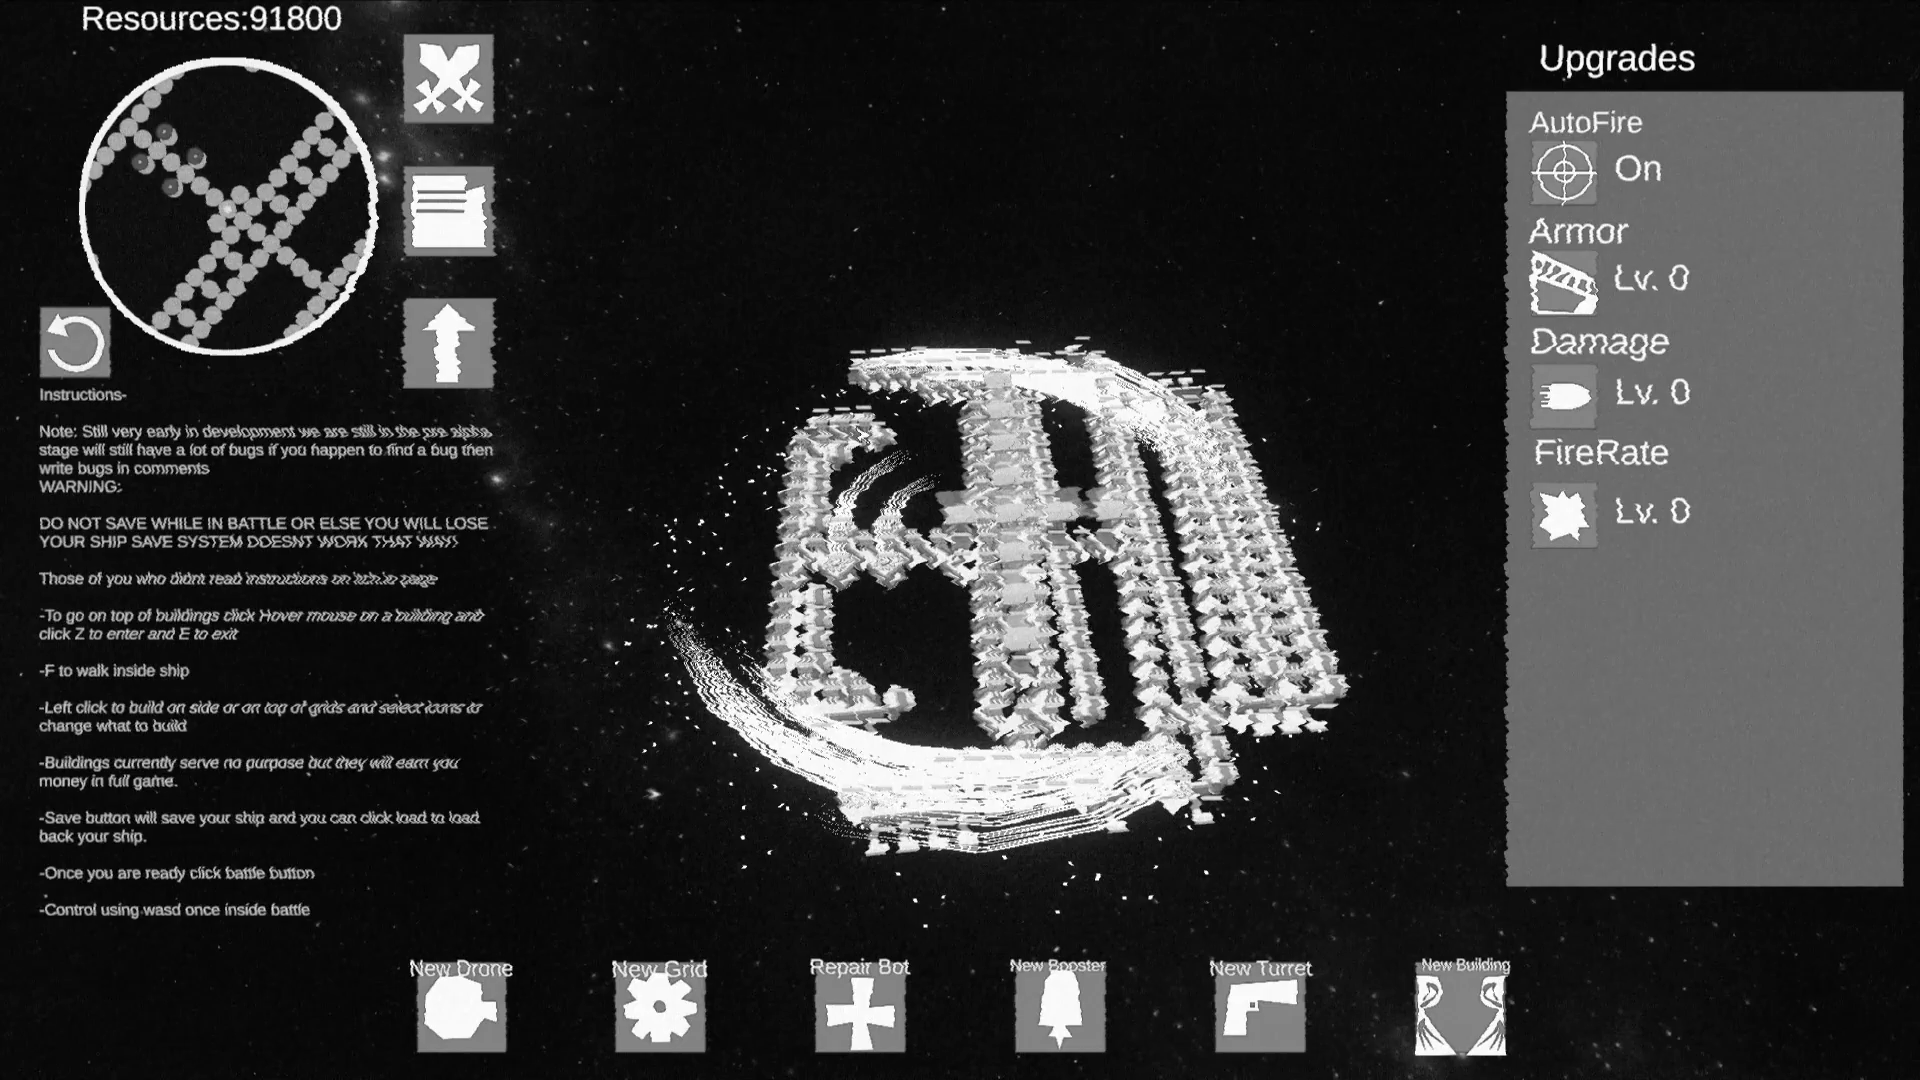 Resources:91800
Instructions-
Note: Still very early in development we are still in the pre alpha
stage will still have a lot of bugs if you happen to find a bug then
write bugs in comments
WARNING:
DO NOT SAVE WHILE IN BATTLE OR ELSE YOU WILL LOSE
YOUR SHIP SAVE SYSTEM DOESNT WORK THAT WAY!
Those of you who didnt read instructions on itch.io page
-To go on top of buildings click Hover mouse on a building and
click Z to enter and E to exit
-F to walk inside ship
-Left click to build on side or on top of grids and select icons to
change what to build
-Buildings currently serve no purpose but they will earn you
money in full game.
-Save button will save your ship and you can click load to load
back your ship.
-Once you are ready click battle button
-Control using wasd once inside battle
Upgrades
AutoFire
On
Armor
Lv. 0
Damage
Lv. 0
FireRate
Lv. 0
New Drone
New Grid
Repair Bot
New Booster
New Turret
New Building